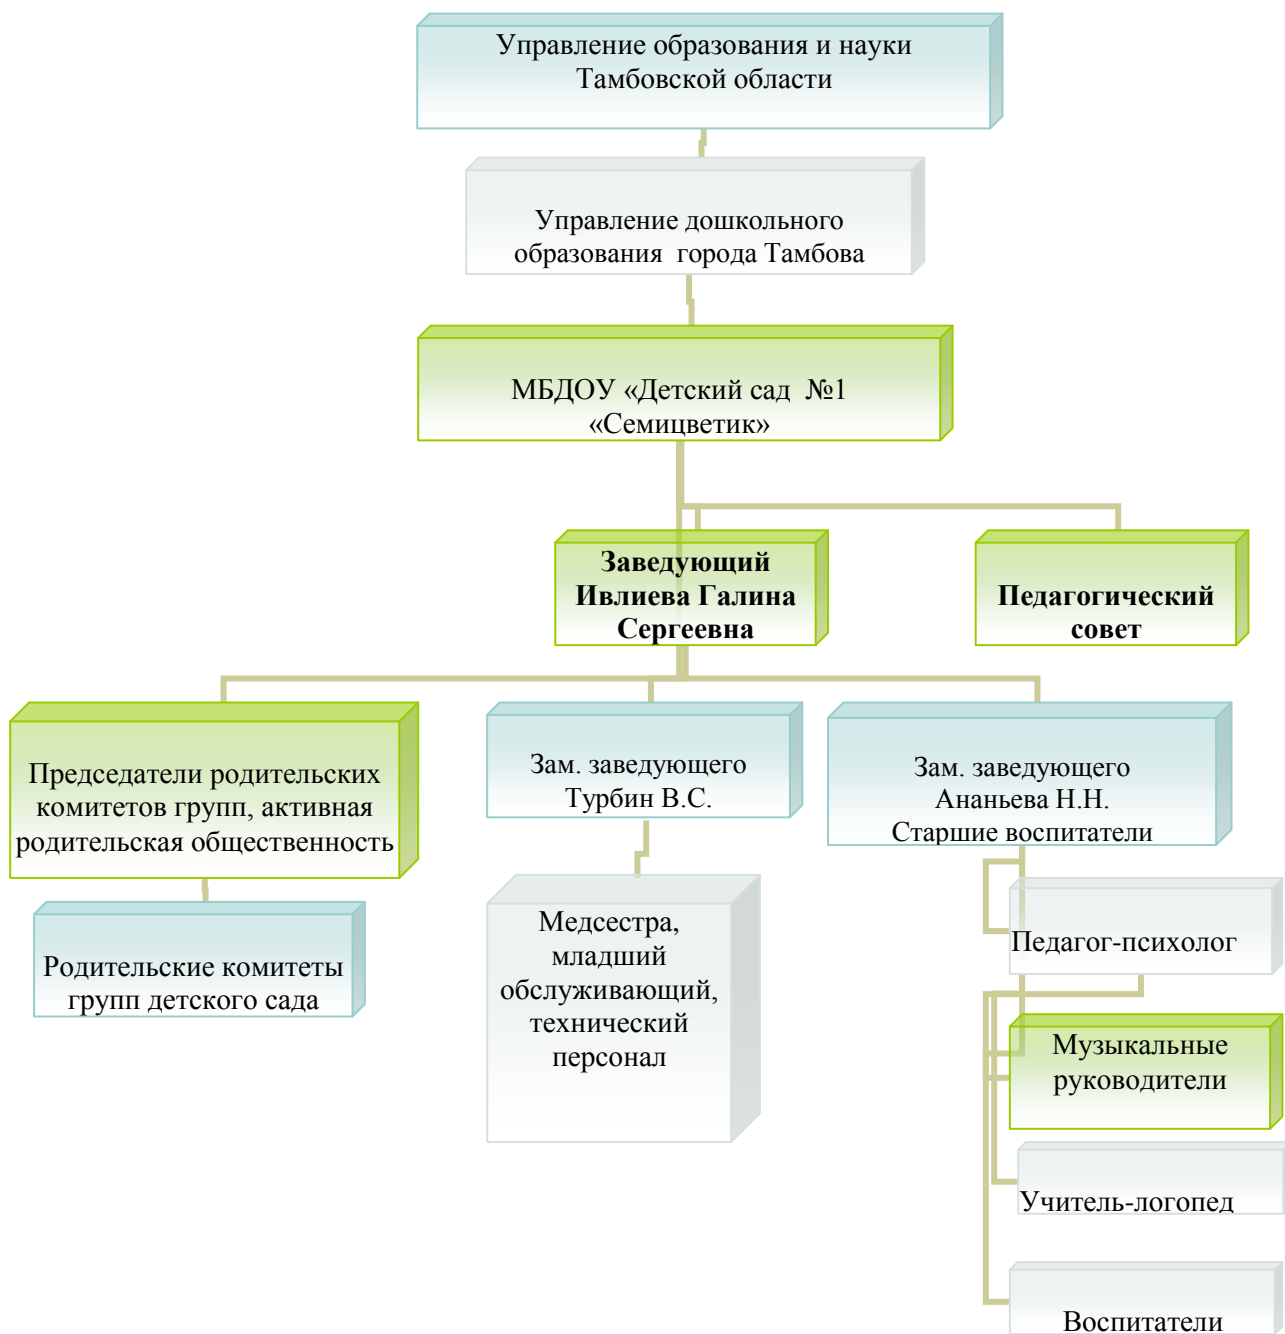 Управление образования и науки
Тамбовской области
Управление дошкольного
образования города Тамбова
МБДОУ «Детский сад №1
«Семицветик»
Заведующий
Ивлиева Галина
Сергеевна
Педагогический
совет
Председатели родительских
комитетов групп, активная
родительская общественность
Зам. заведующего
Турбин В.С.
Зам. заведующего
Ананьева Н.Н.
Старшие воспитатели
Родительские комитеты
групп детского сада
Медсестра,
младший
обслуживающий,
технический
персонал
Педагог-психолог
Музыкальные
руководители
Учитель-логопед
Воспитатели